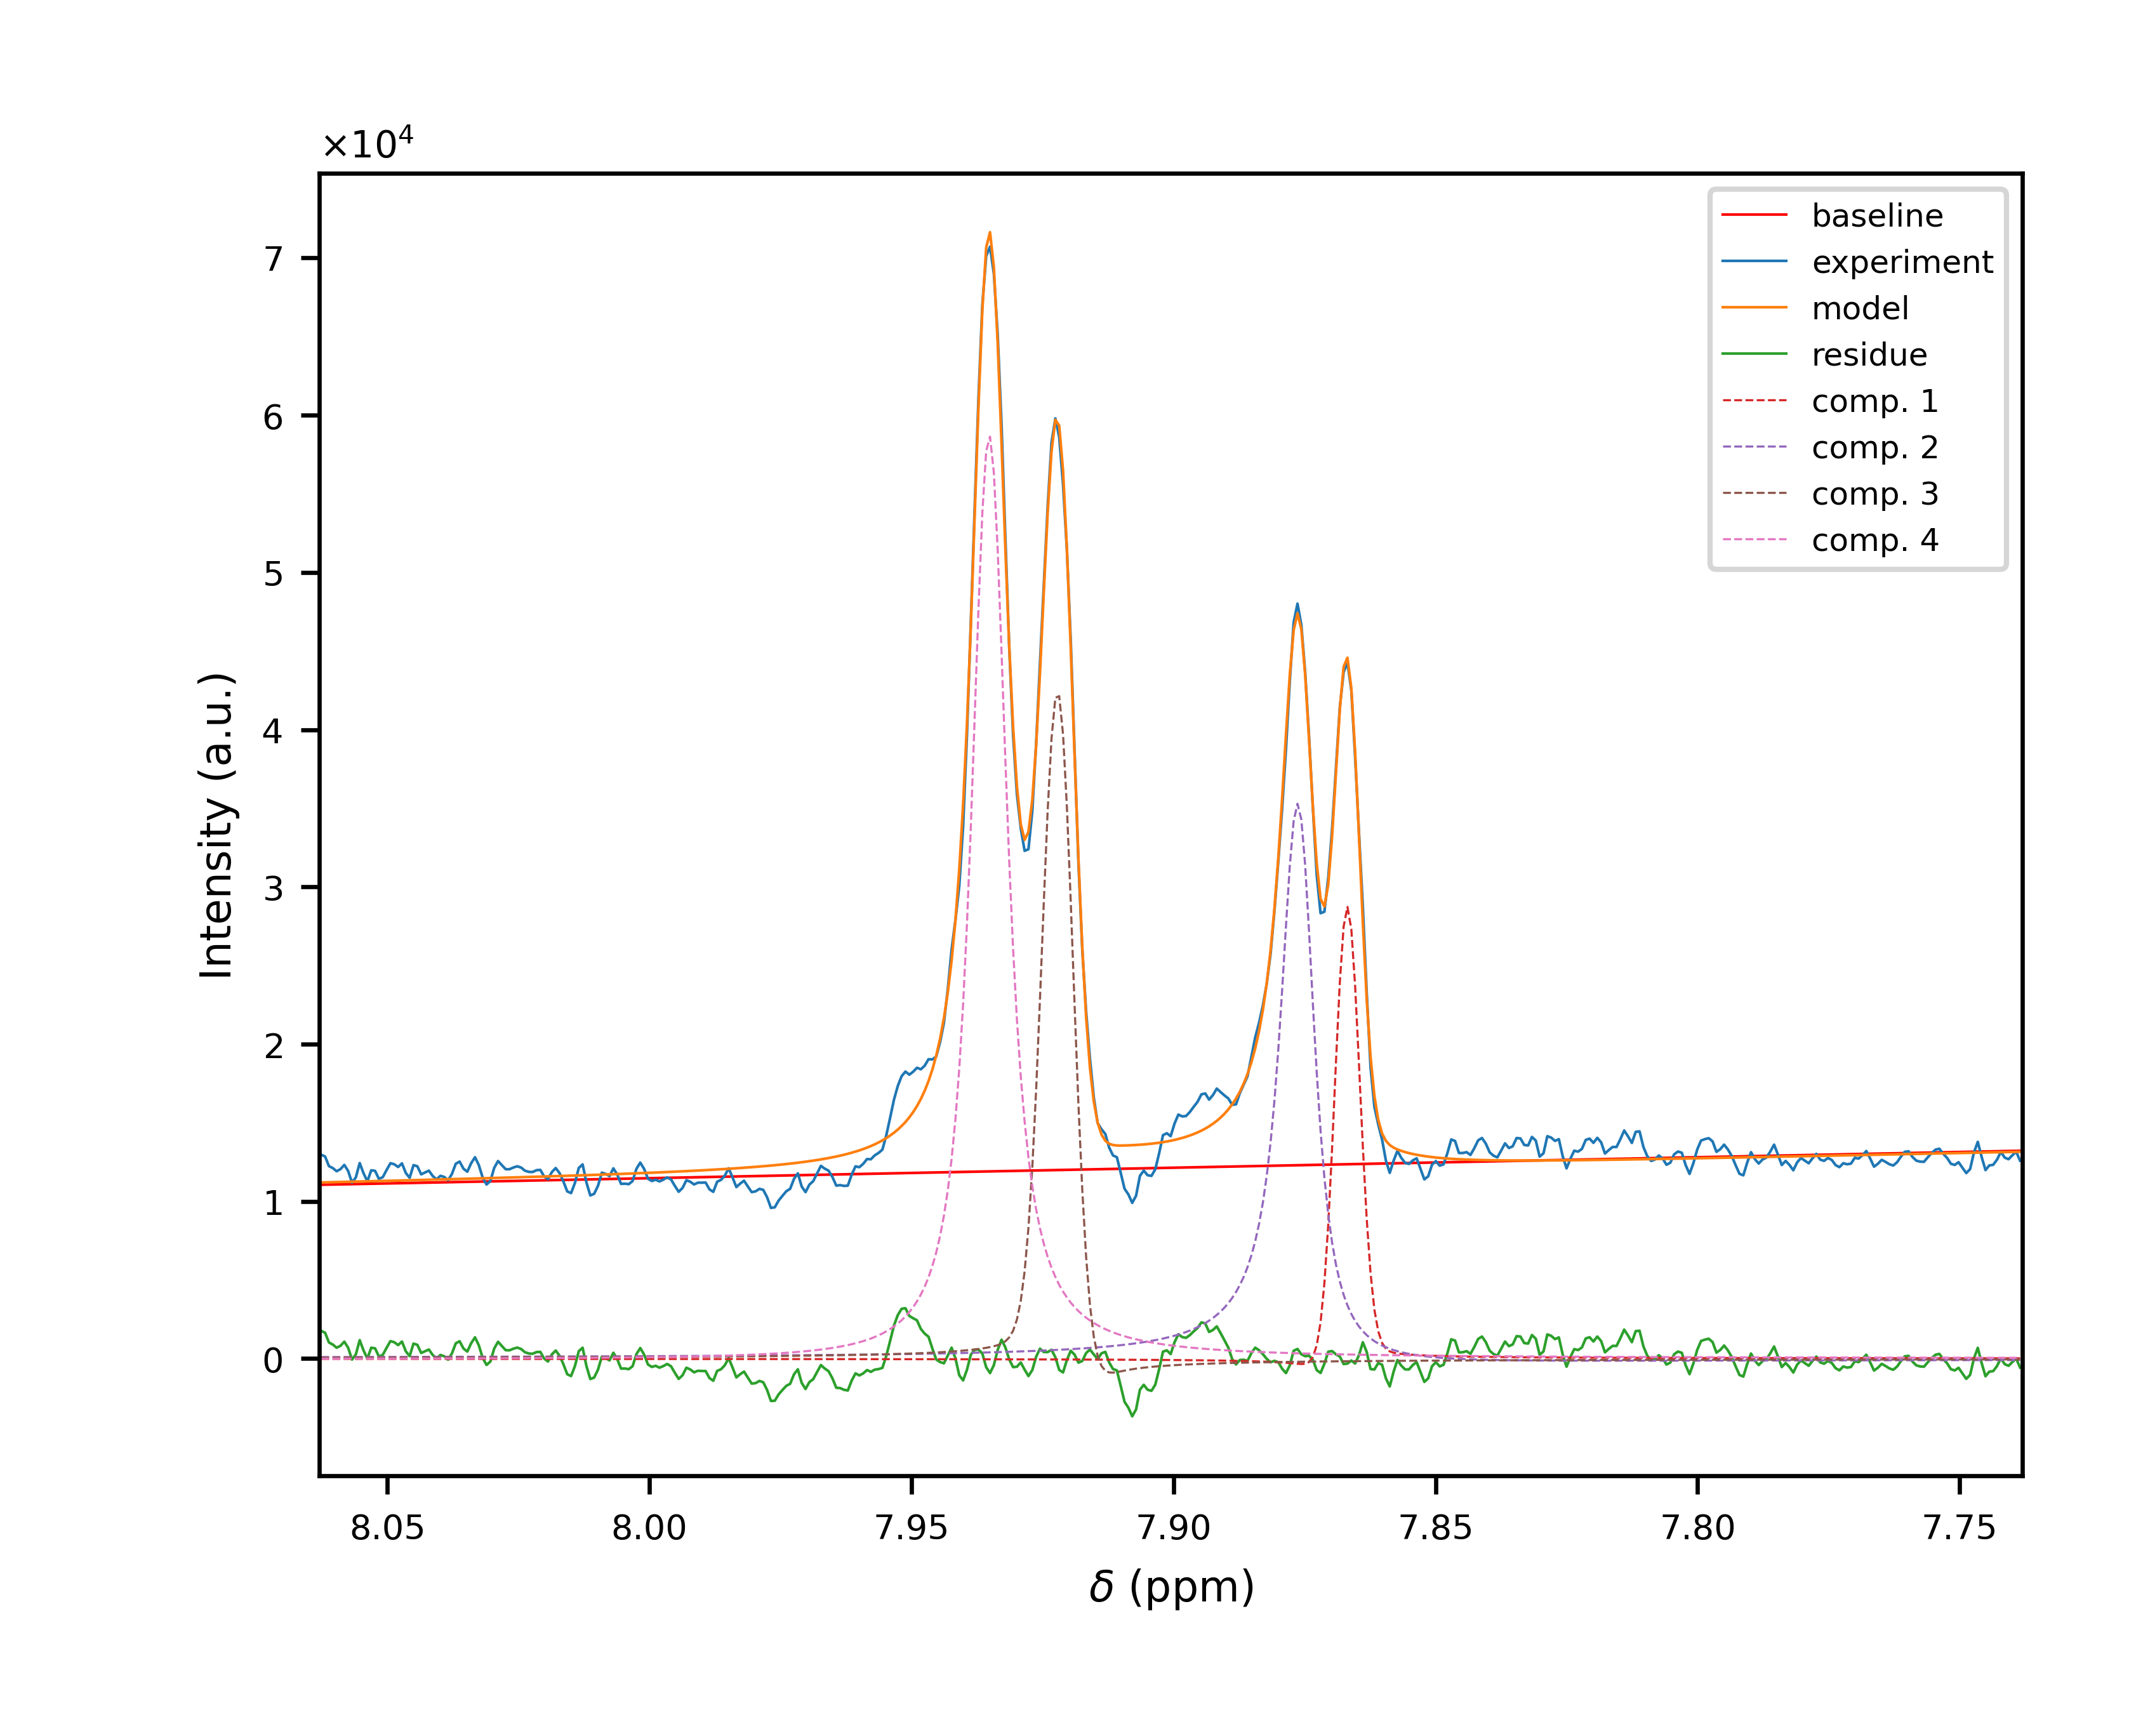 ×10⁴
7
6
5
4
3
2
1
0
Intensity (a.u.)
baseline
experiment
model
residue
comp. 1
comp. 2
comp. 3
comp. 4
8.05 8.00 7.95 7.90 7.85 7.80 7.75
δ (ppm)